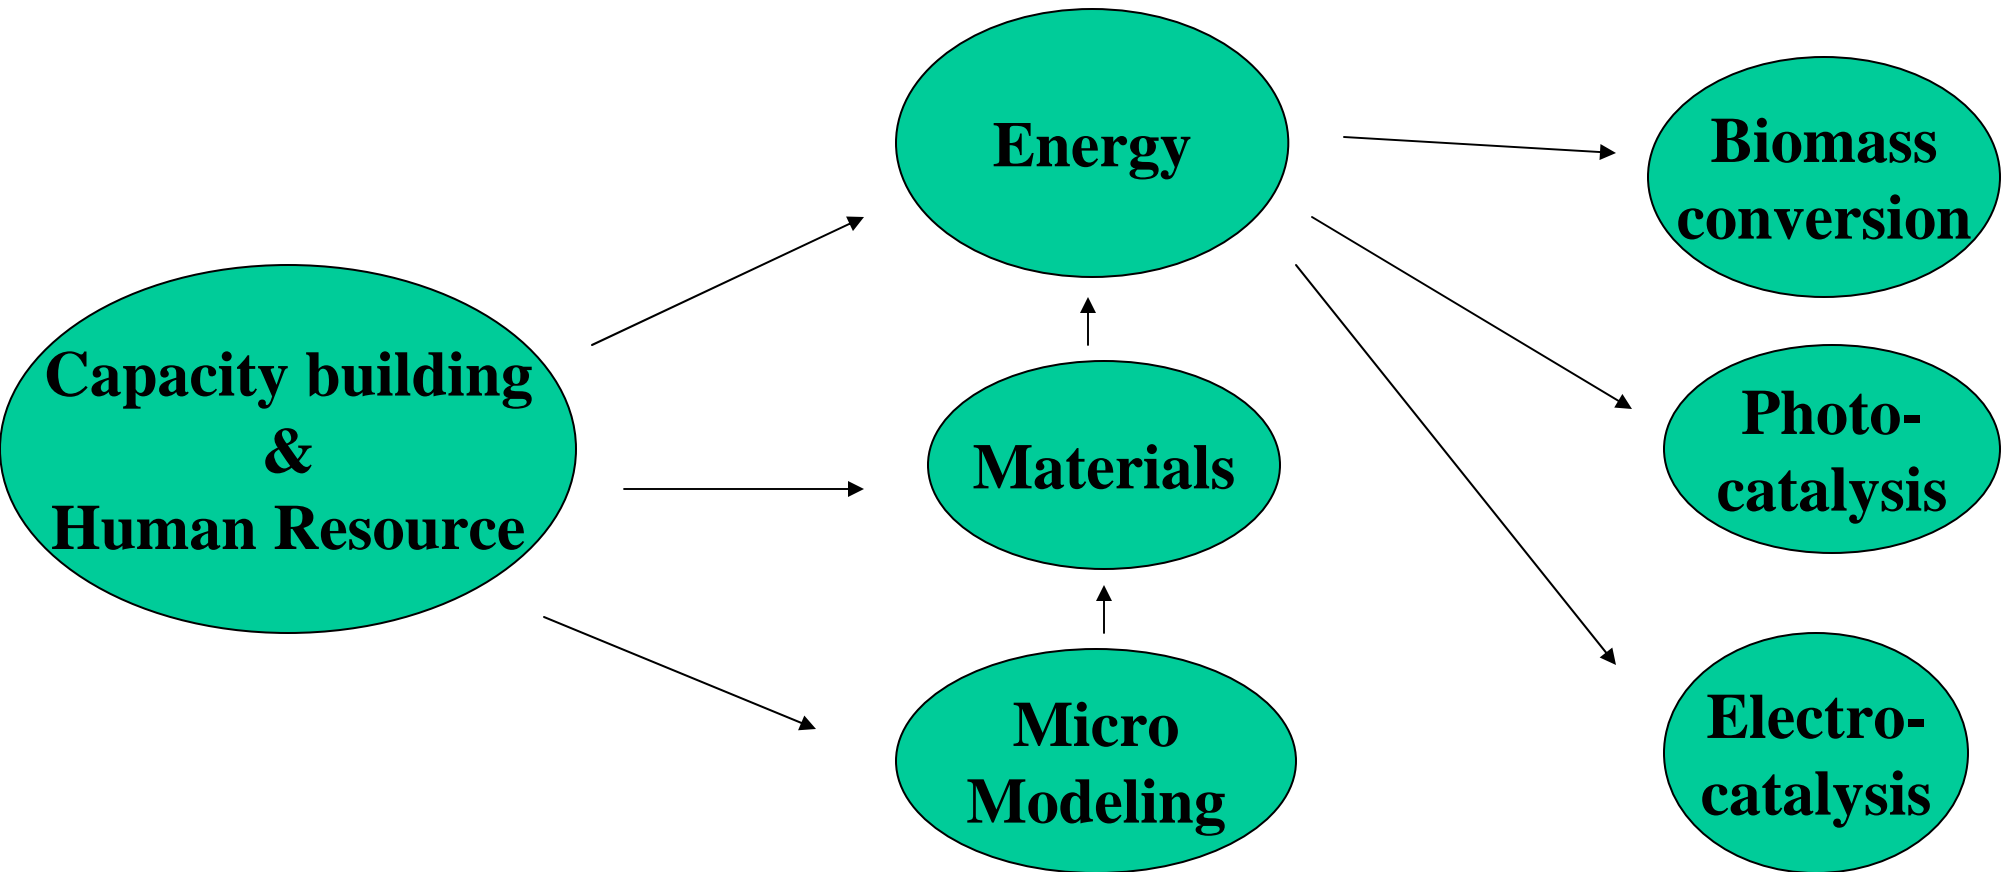 Capacity building
&
Human Resource
Energy
Materials
Micro
Modeling
Biomass
conversion
Photo-
catalysis
Electro-
catalysis